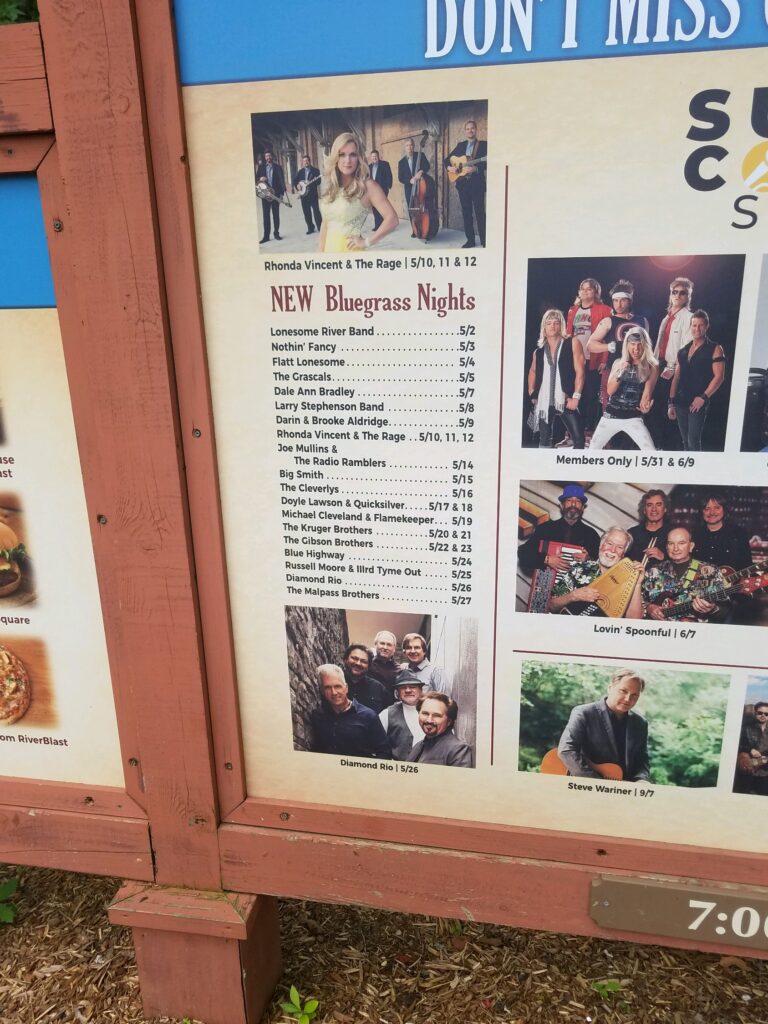 DON'T MISS
SU
CO
S
Rhonda Vincent & The Rage | 5/10, 11 & 12
NEW Bluegrass Nights
Lonesome River Band . . . . . . . . . . . . . . . .5/2
Nothin' Fancy . . . . . . . . . . . . . . . . . . . . . . .5/3
Flatt Lonesome. . . . . . . . . . . . . . . . . . . . . .5/4
The Grascals. . . . . . . . . . . . . . . . . . . . . . . .5/5
Dale Ann Bradley . . . . . . . . . . . . . . . . . . . .5/7
Larry Stephenson Band . . . . . . . . . . . . . .5/8
Darin & Brooke Aldridge. . . . . . . . . . . . . .5/9
Rhonda Vincent & The Rage . .5/10, 11, 12
Joe Mullins &
The Radio Ramblers . . . . . . . . . . . . . 5/14
Big Smith . . . . . . . . . . . . . . . . . . . . . . . . . 5/15
The Cleverlys . . . . . . . . . . . . . . . . . . . . . . 5/16
Doyle Lawson & Quicksilver. . . . .5/17 & 18
Michael Cleveland & Flamekeeper. . . 5/19
The Kruger Brothers . . . . . . . . . . .5/20 & 21
The Gibson Brothers . . . . . . . . . . .5/22 & 23
Blue Highway . . . . . . . . . . . . . . . . . . . . . 5/24
Russell Moore & IIIrd Tyme Out . . . . . 5/25
Diamond Rio . . . . . . . . . . . . . . . . . . . . . . 5/26
The Malpass Brothers . . . . . . . . . . . . . . 5/27
Diamond Rio | 5/26
Members Only | 5/31 & 6/9
Lovin' Spoonful | 6/7
Steve Wariner | 9/7
7:0
use
st
quare
om RiverBlast